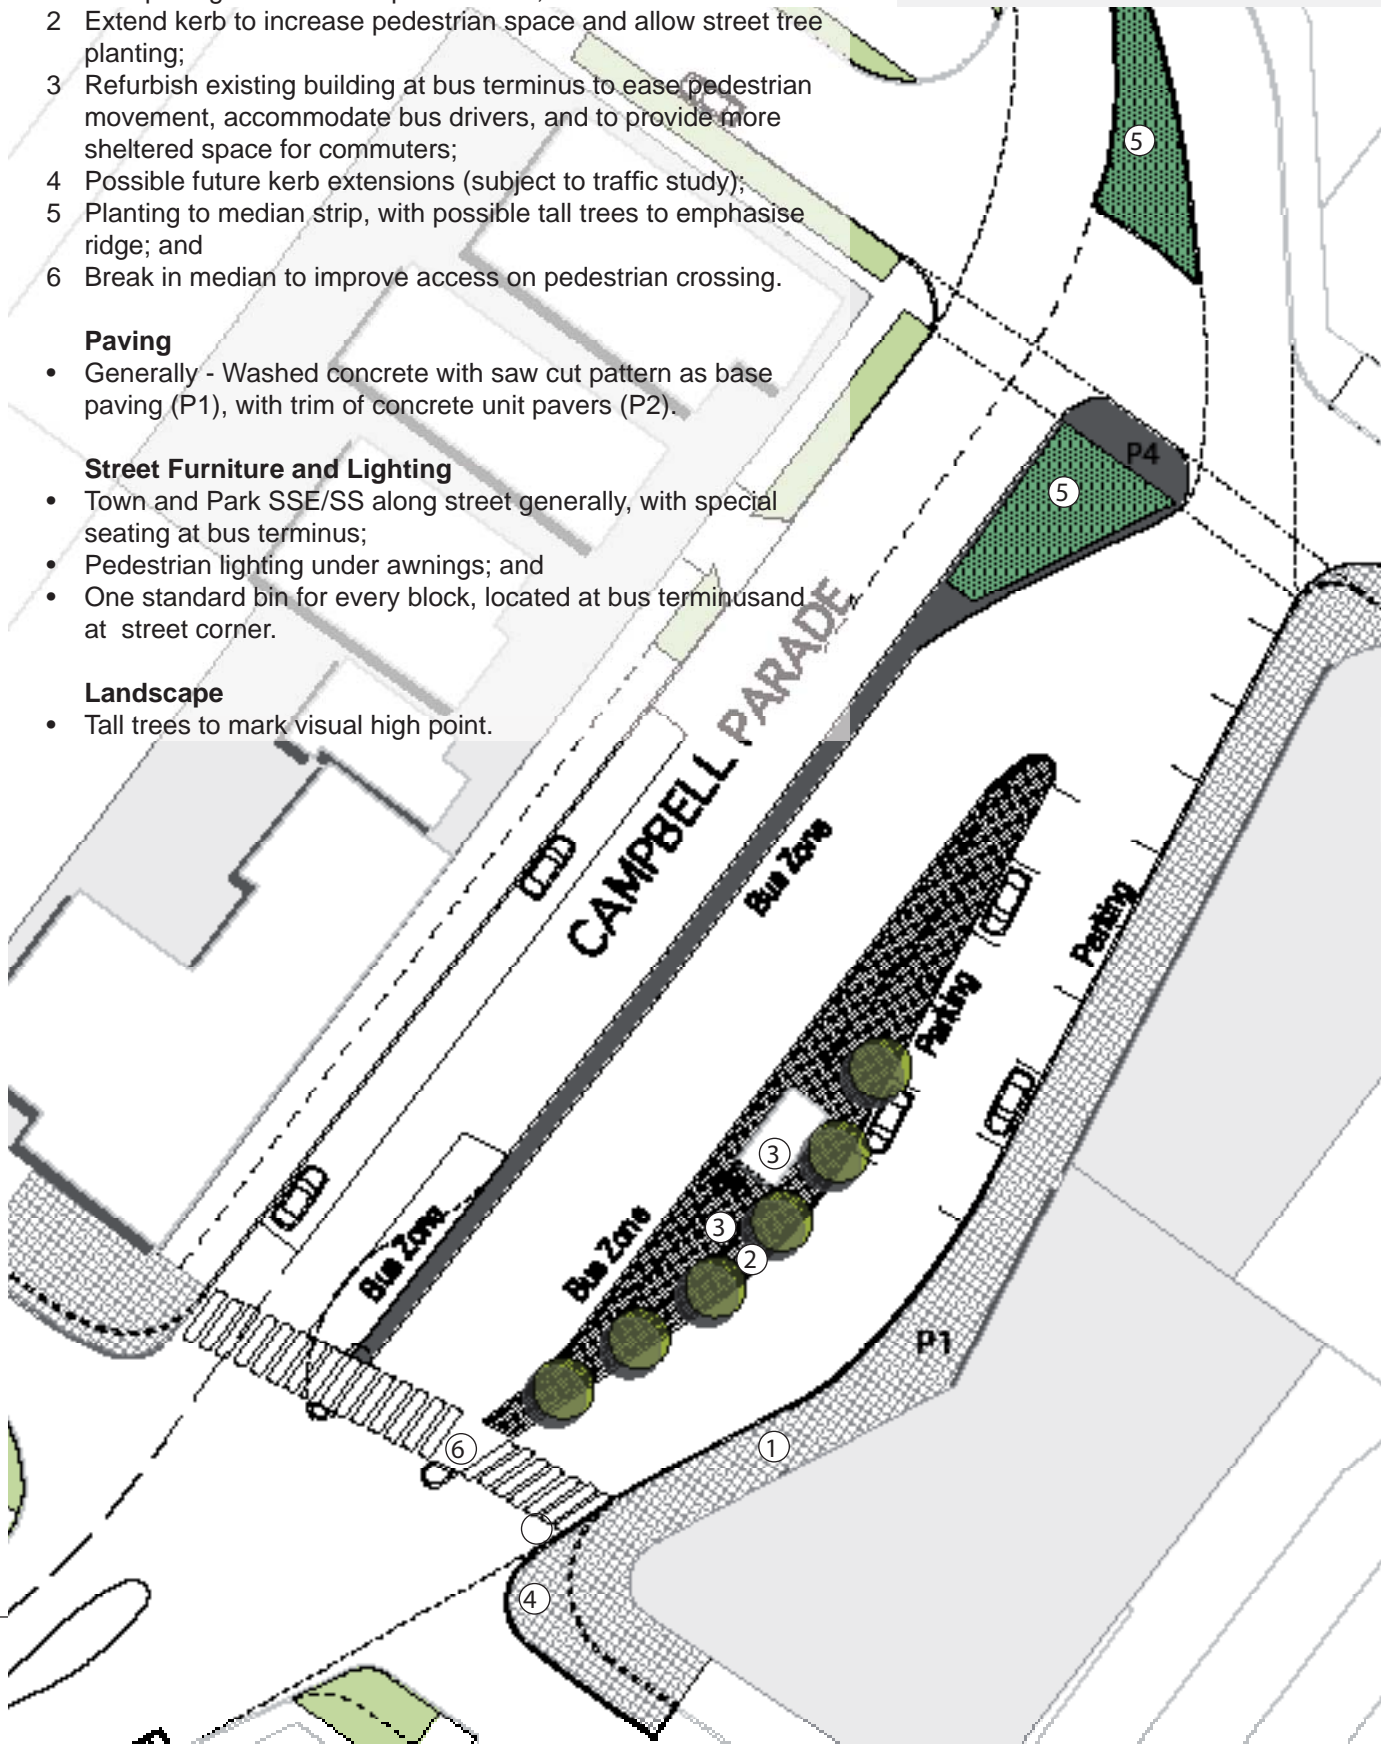 2 Extend kerb to increase pedestrian space and allow street tree
planting;
3 Refurbish existing building at bus terminus to ease pedestrian
movement, accommodate bus drivers, and to provide more
sheltered space for commuters;
4 Possible future kerb extensions (subject to traffic study);
5 Planting to median strip, with possible tall trees to emphasise
ridge; and
6 Break in median to improve access on pedestrian crossing.
Paving
• Generally - Washed concrete with saw cut pattern as base
paving (P1), with trim of concrete unit pavers (P2).
Street Furniture and Lighting
• Town and Park SSE/SS along street generally, with special
seating at bus terminus;
• Pedestrian lighting under awnings; and
• One standard bin for every block, located at bus terminusand
at  street corner.
Landscape
• Tall trees to mark visual high point.
5
P4
5
CAMPBELL PARADE
Bus Zone
Parking
Parking
3
3
2
Bus Zone
Bus Zone
P1
1
6
4